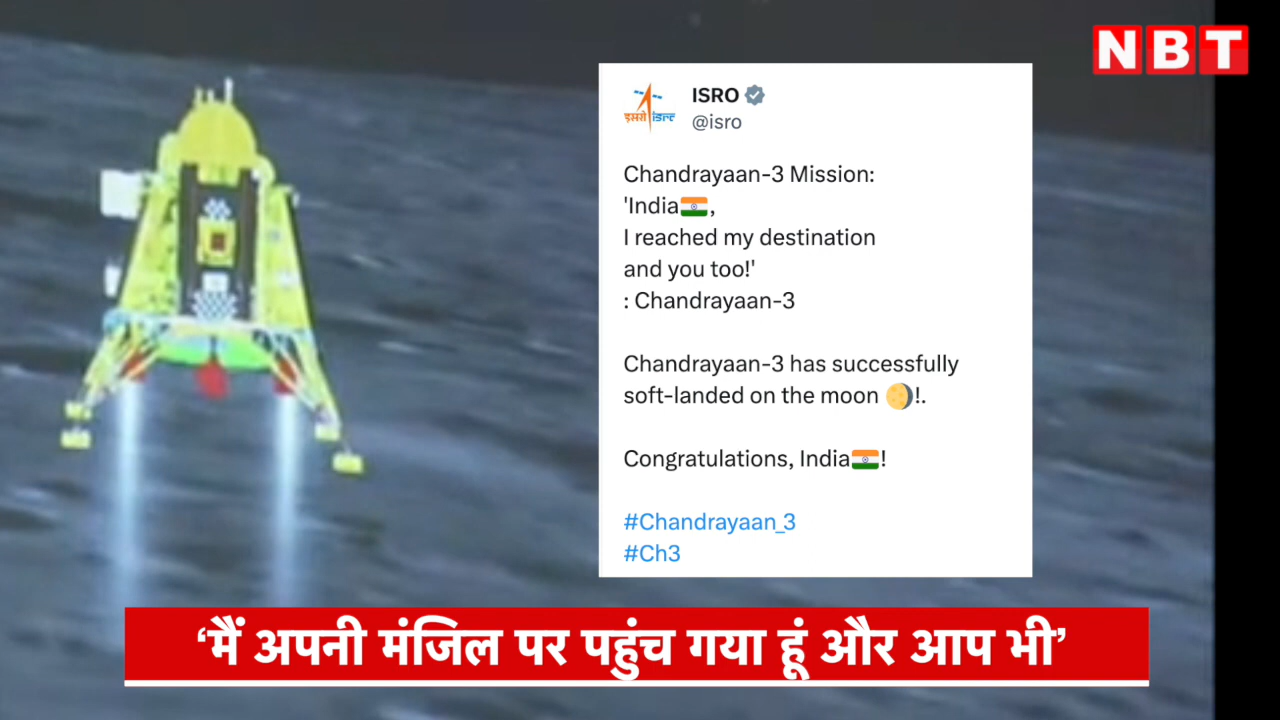 NBT
ISRO
@isro
इसरो isro
Chandrayaan-3 Mission:
'India🇮🇳,
I reached my destination
and you too!'
: Chandrayaan-3
Chandrayaan-3 has successfully
soft-landed on the moon 🌖!.
Congratulations, India🇮🇳!
#Chandrayaan_3
#Ch3
‘मैं अपनी मंजिल पर पहुंच गया हूं और आप भी’